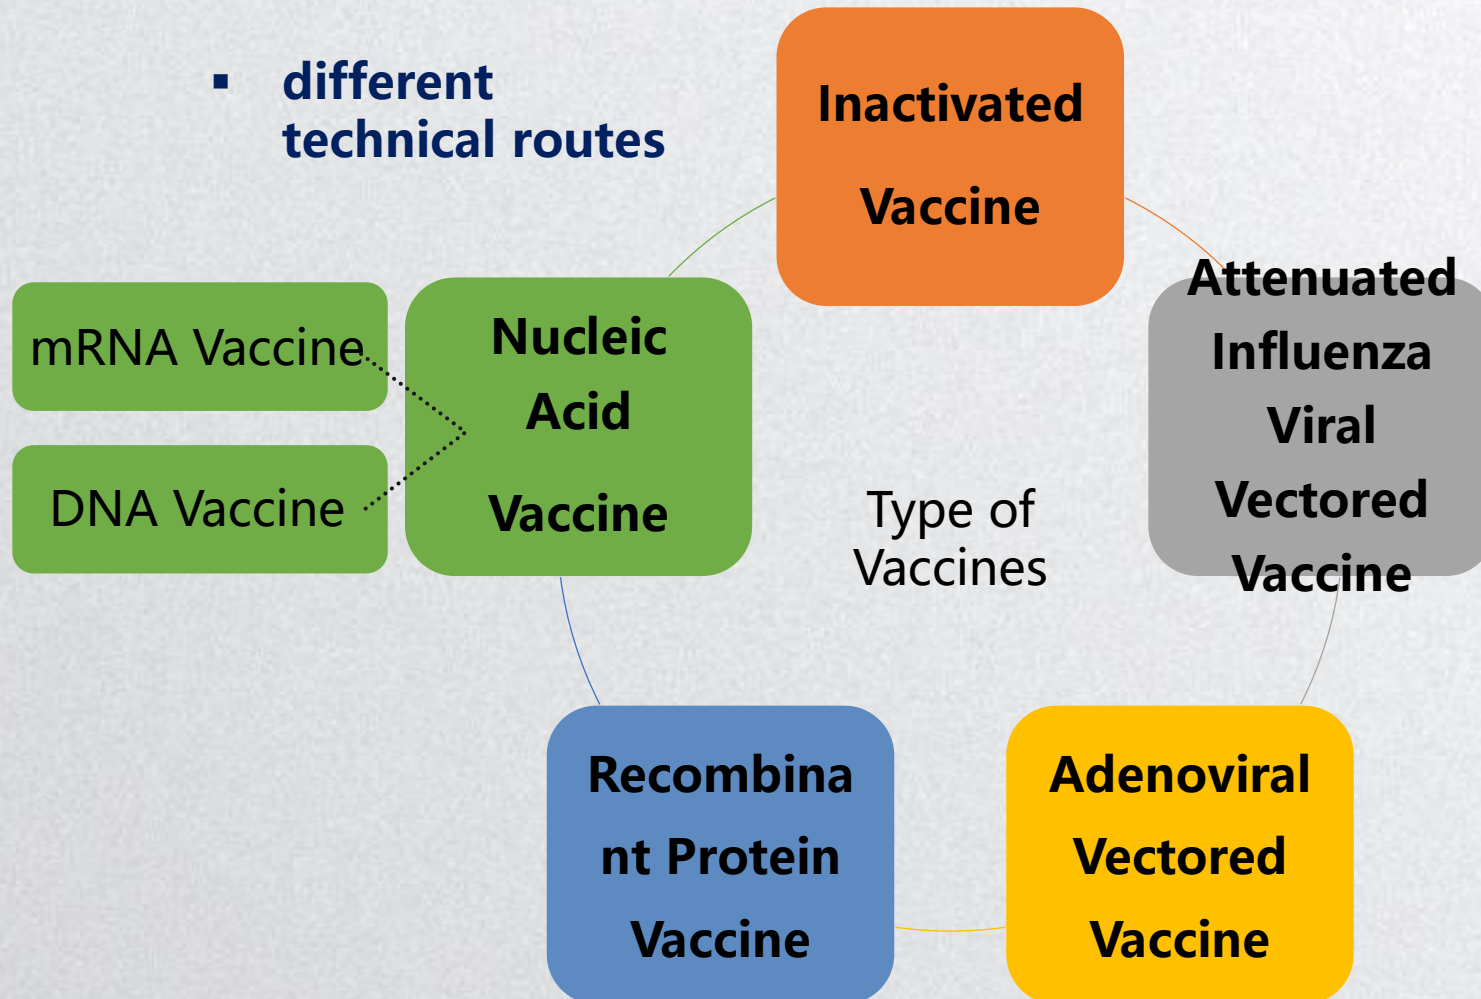 ▪ different
technical routes
Inactivated
Vaccine
Attenuated
Influenza
Viral
Vectored
Vaccine
Adenoviral
Vectored
Vaccine
Recombina
nt Protein
Vaccine
Nucleic
Acid
Vaccine
mRNA Vaccine
DNA Vaccine
Type of
Vaccines